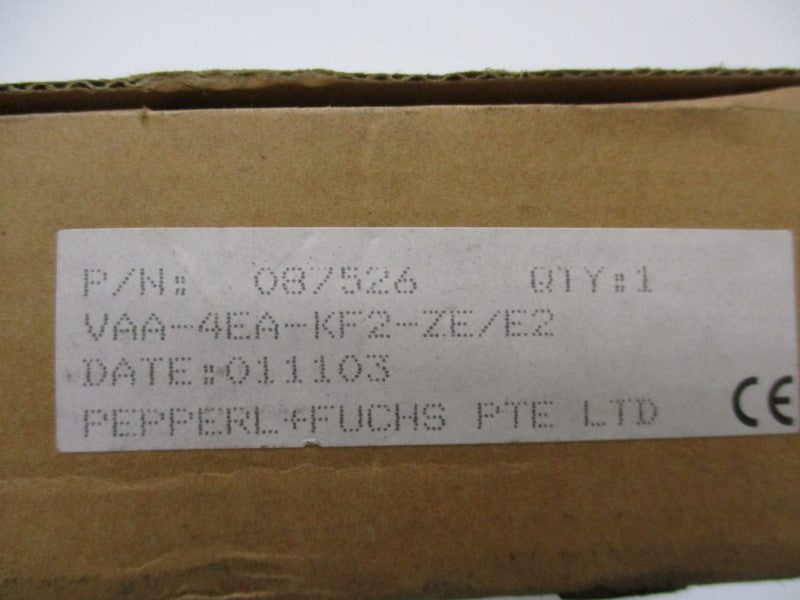 P/N: 087526 QTY:1
VAA-4EA-KF2-ZE/E2
DATE:011103
PEPPERL+FUCHS PTE LTD
CE